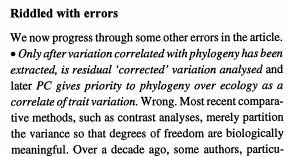 Riddled with errors
We now progress through some other errors in the article.
• Only after variation correlated with phylogeny has been
extracted, is residual ‘corrected’ variation analysed and
later PC gives priority to phylogeny over ecology as a
correlate of trait variation. Wrong. Most recent compara-
tive methods, such as contrast analyses, merely partition
the variance so that degrees of freedom are biologically
meaningful. Over a decade ago, some authors, particu-